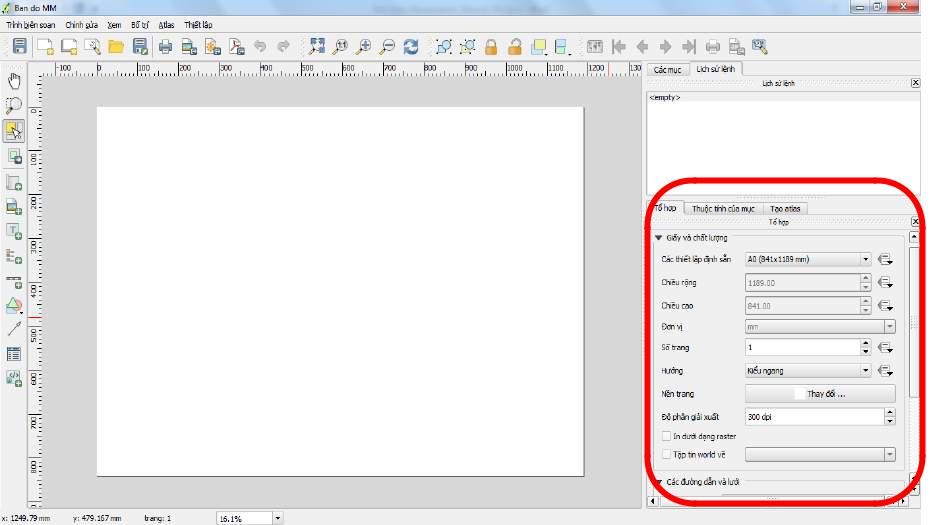 Ban do MM
Trình biên soạn Chỉnh sửa Xem Bố trí Atlas Thiết lập
-100 0 100 200 300 400 500 600 700 800 900 1000 1100 1200 130
0
100
200
300
400
500
600
700
800
Các mục Lịch sử lệnh
Lịch sử lệnh
<empty>
Tổ hợp Thuộc tính của mục Tạo atlas
Tổ hợp
Giấy và chất lượng
Các thiết lập định sẵn A0 (841x1189 mm)
Chiều rộng 1189.00
Chiều cao 841.00
Đơn vị mm
Số trang 1
Hướng Kiểu ngang
Nền trang Thay đổi ...
Độ phân giải xuất 300 dpi
In dưới dạng raster
Tập tin world về
Các đường dẫn và lưới
x: 1249.79 mm y: 479.167 mm trang: 1 16.1%